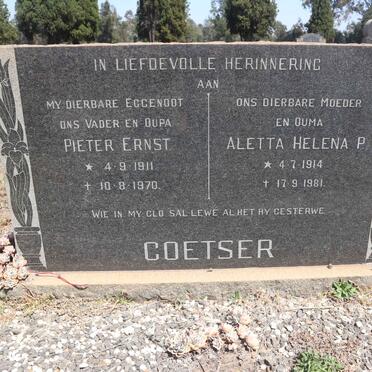 IN LIEFDEVOLLE HERINNERING
AAN
MY DIERBARE EGGENOOT
ONS VADER EN OUPA
PIETER ERNST
* 4·9·1911
† 10·8·1970.
ONS DIERBARE MOEDER
EN OUMA
ALETTA HELENA P.
* 4·7·1914
† 17·9·1981.
WIE IN MY GLO SAL LEWE AL HET HY GESTERWE
COETSER